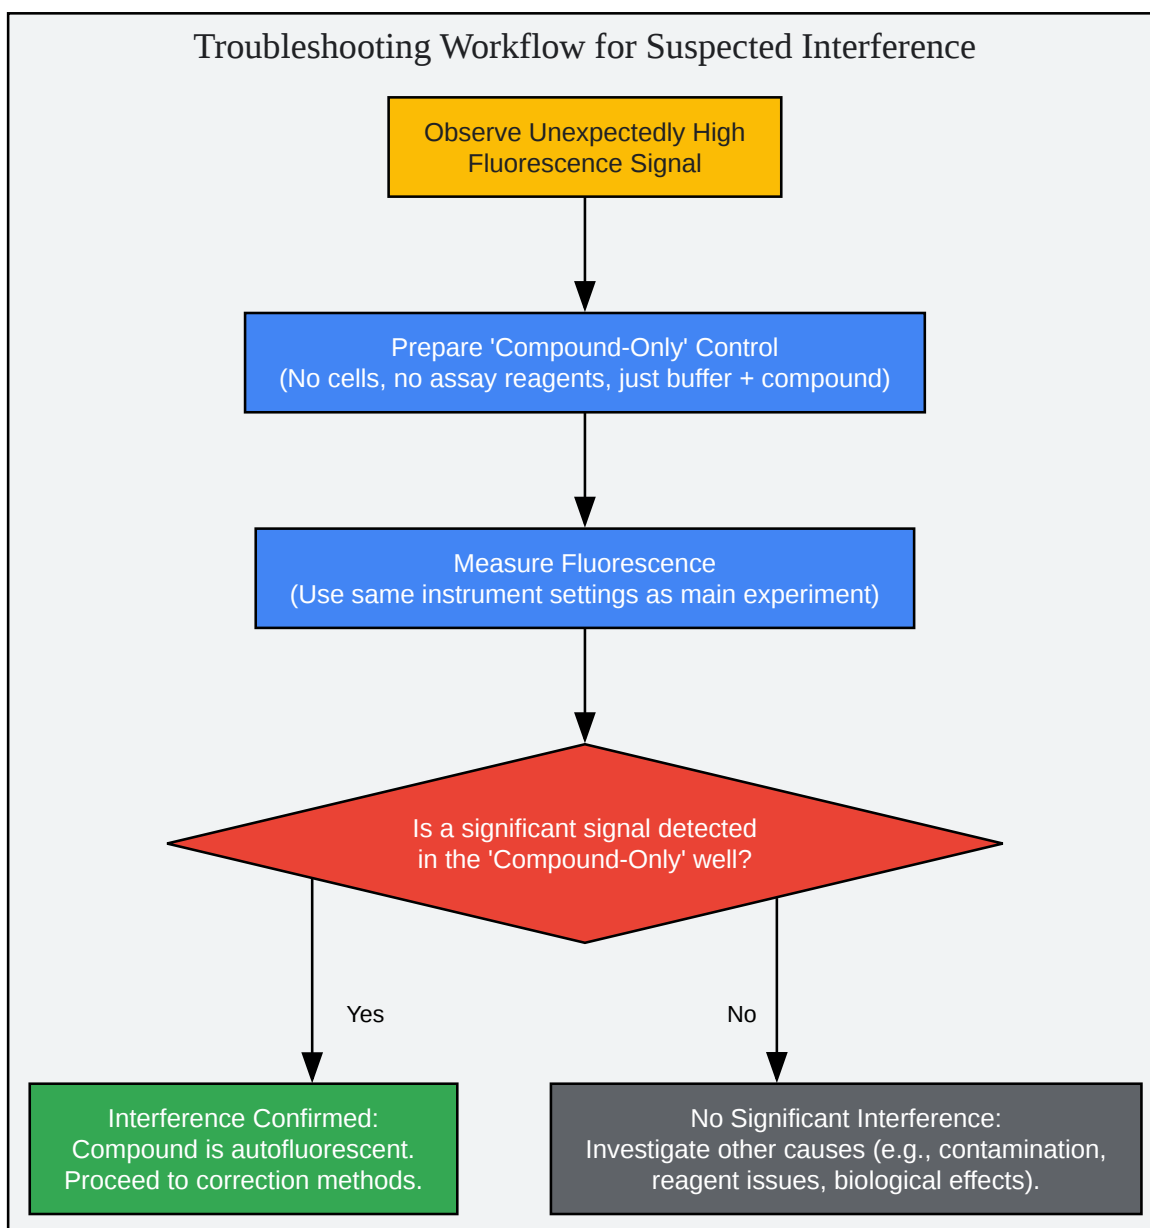 Troubleshooting Workflow for Suspected Interference
Observe Unexpectedly High
Fluorescence Signal
Prepare 'Compound-Only' Control
(No cells, no assay reagents, just buffer + compound)
Measure Fluorescence
(Use same instrument settings as main experiment)
Is a significant signal detected
in the 'Compound-Only' well?
Yes
No
Interference Confirmed:
Compound is autofluorescent.
Proceed to correction methods.
No Significant Interference:
Investigate other causes (e.g., contamination,
reagent issues, biological effects).